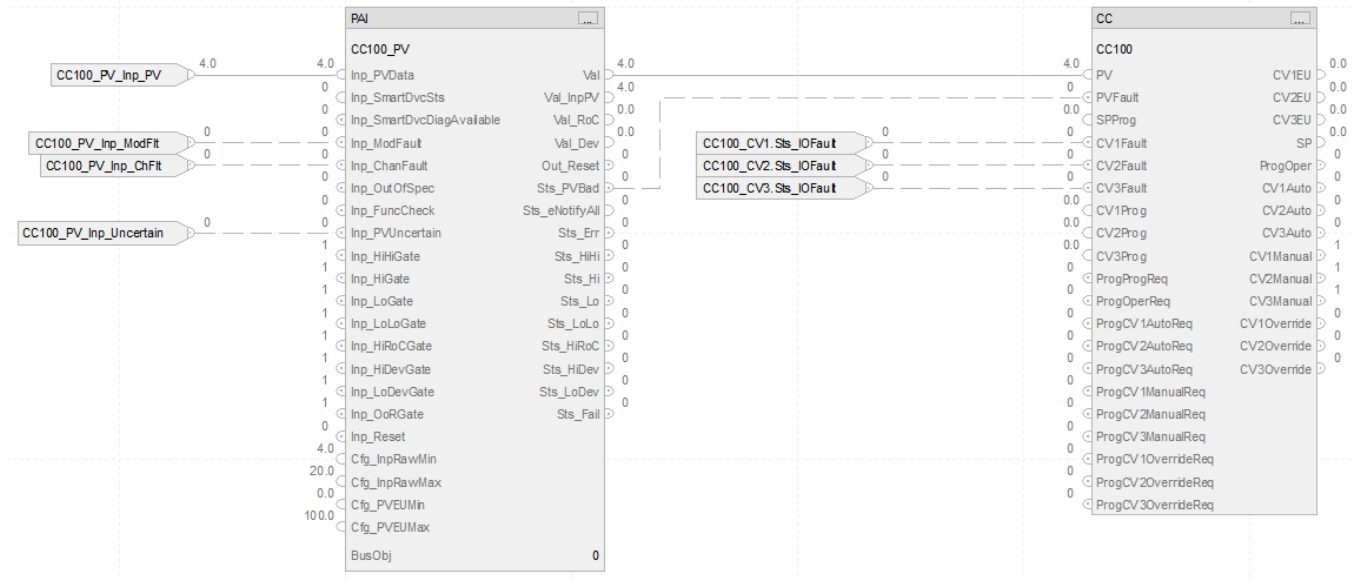 PAI ...
CC100_PV
CC100_PV_Inp_PV 4.0
CC100_PV_Inp_ModFlt 0
CC100_PV_Inp_ChFlt 0
CC100_PV_Inp_Uncertain 0
4.0 Inp_PVData Val 4.0
0 Inp_SmartDvcSts Val_InpPV 4.0
0 Inp_SmartDvcDiagAvailable Val_RoC 0.0
0 Inp_ModFault Val_Dev 0.0
0 Inp_ChanFault Out_Reset 0
0 Inp_OutOfSpec Sts_PVBad 0
0 Inp_FuncCheck Sts_eNotifyAll 0
0 Inp_PVUncertain Sts_Err 0
1 Inp_HiHiGate Sts_HiHi 0
1 Inp_HiGate Sts_Hi 0
1 Inp_LoGate Sts_Lo 0
1 Inp_LoLoGate Sts_LoLo 0
1 Inp_HiRoCGate Sts_HiRoC 0
1 Inp_HiDevGate Sts_HiDev 0
1 Inp_LoDevGate Sts_LoDev 0
1 Inp_OoRGate Sts_Fail 0
0 Inp_Reset
4.0 Cfg_InpRawMin
20.0 Cfg_InpRawMax
0.0 Cfg_PVEUMin
100.0 Cfg_PVEUMax
BusObj 0
CC100_CV1.Sts_IOFault 0
CC100_CV2.Sts_IOFault 0
CC100_CV3.Sts_IOFault 0
CC ...
CC100
4.0 PV CV1EU 0.0
0 PVFault CV2EU 0.0
0.0 SPProg CV3EU 0.0
0 CV1Fault SP 0.0
0 CV2Fault ProgOper 0
0 CV3Fault CV1Auto 0
0.0 CV1Prog CV2Auto 0
0.0 CV2Prog CV3Auto 0
0.0 CV3Prog CV1Manual 1
0 ProgProgReq CV2Manual 1
0 ProgOperReq CV3Manual 1
0 ProgCV1AutoReq CV1Override 0
0 ProgCV2AutoReq CV2Override 0
0 ProgCV3AutoReq CV3Override 0
0 ProgCV1ManualReq
0 ProgCV2ManualReq
0 ProgCV3ManualReq
0 ProgCV1OverrideReq
0 ProgCV2OverrideReq
0 ProgCV3OverrideReq